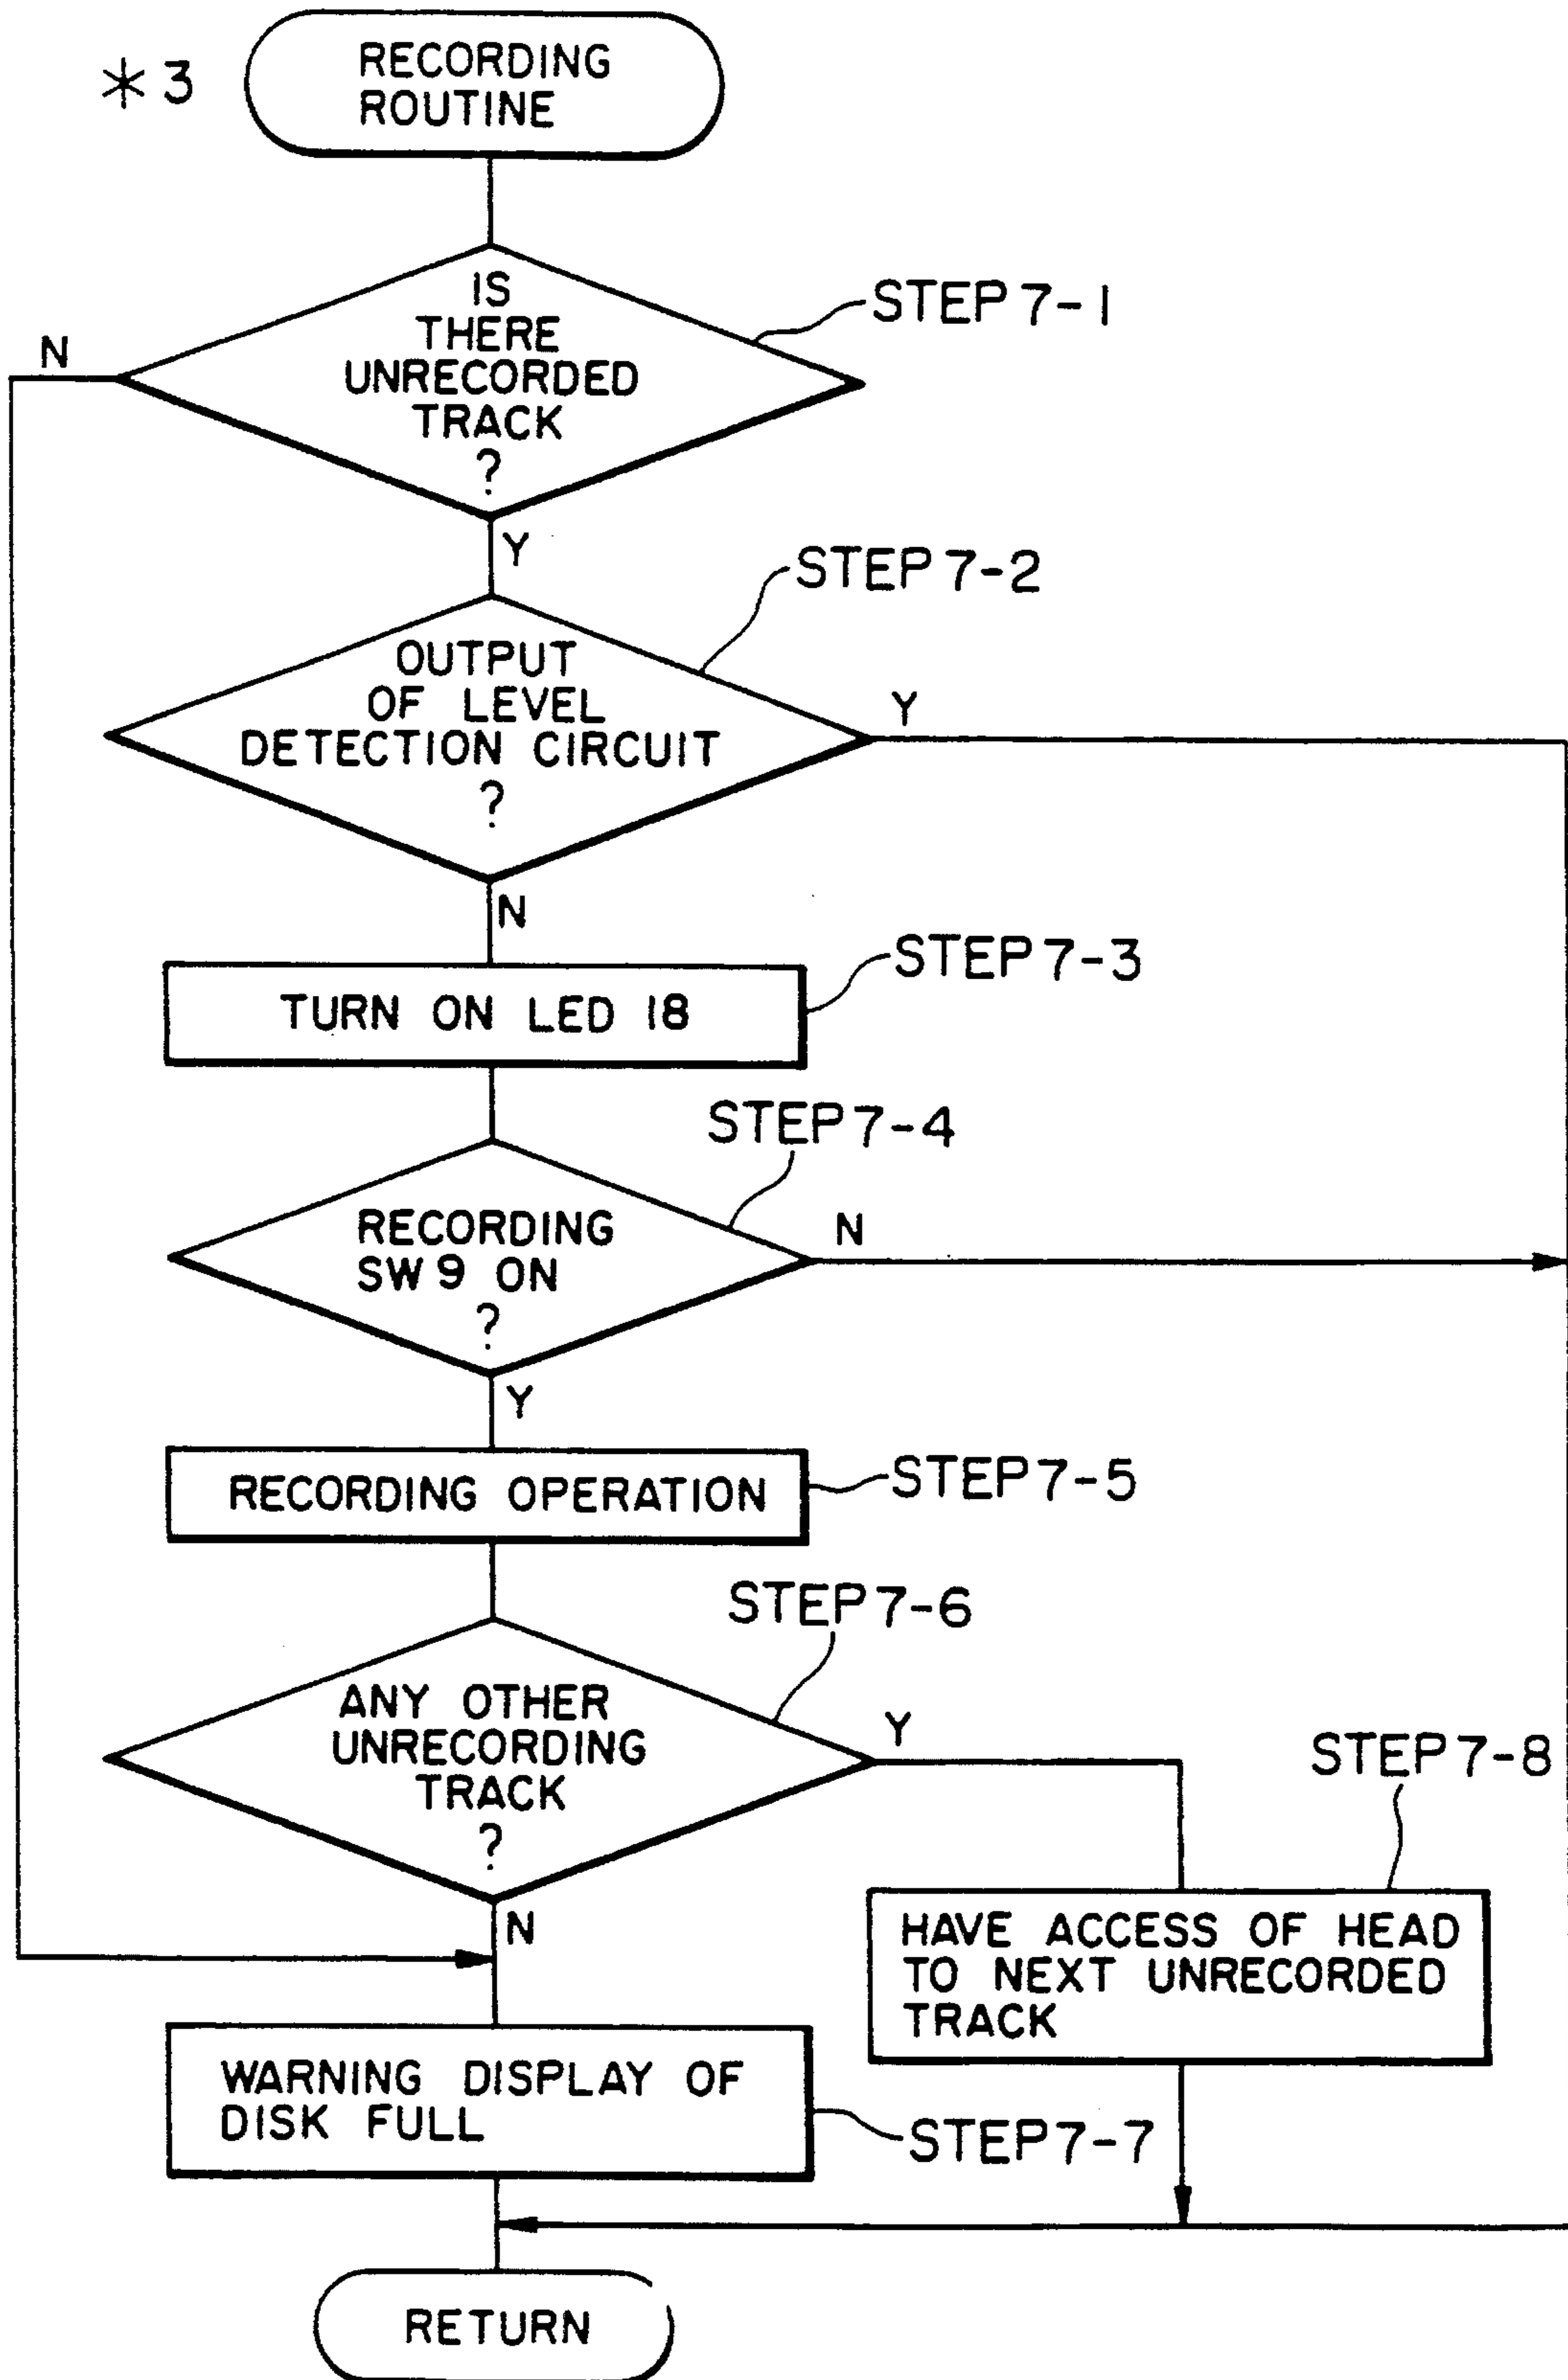 *3
RECORDING
ROUTINE
IS
THERE
UNRECORDED
TRACK
?
STEP 7-1
N
Y
STEP 7-2
OUTPUT
OF LEVEL
DETECTION CIRCUIT
?
Y
N
STEP 7-3
TURN ON LED 18
STEP 7-4
RECORDING
SW 9 ON
?
N
Y
RECORDING OPERATION
STEP 7-5
STEP 7-6
ANY OTHER
UNRECORDING
TRACK
?
Y
N
STEP 7-8
HAVE ACCESS OF HEAD
TO NEXT UNRECORDED
TRACK
WARNING DISPLAY OF
DISK FULL
STEP 7-7
RETURN